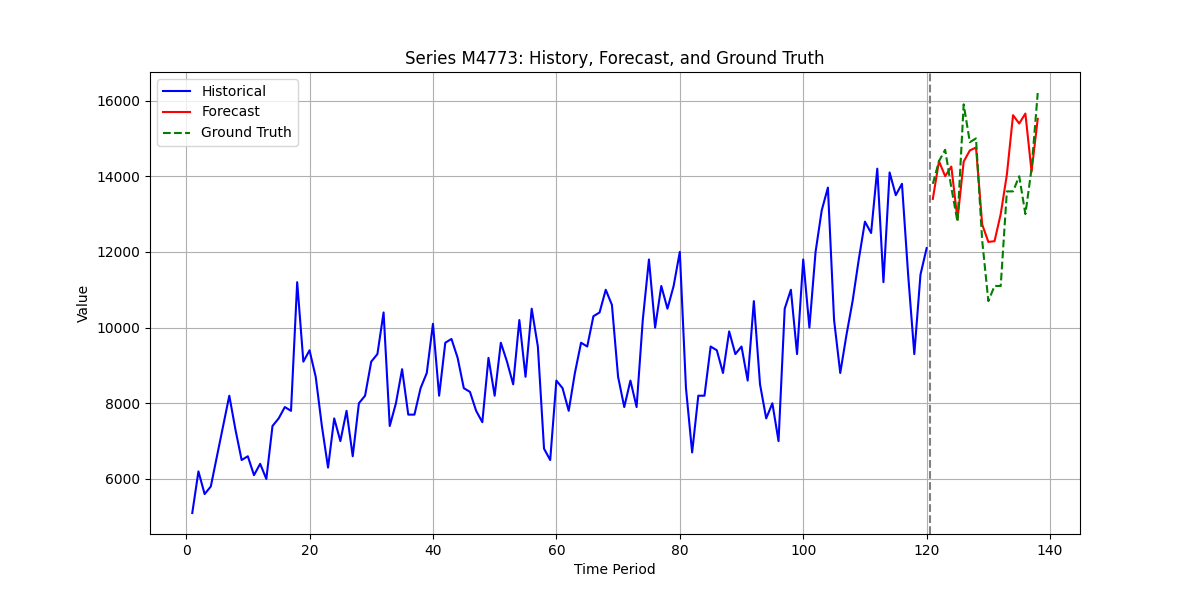 Series M4773: History, Forecast, and Ground Truth
Historical
Forecast
Ground Truth
16000
14000
12000
10000
8000
6000
Value
0 20 40 60 80 100 120 140
Time Period